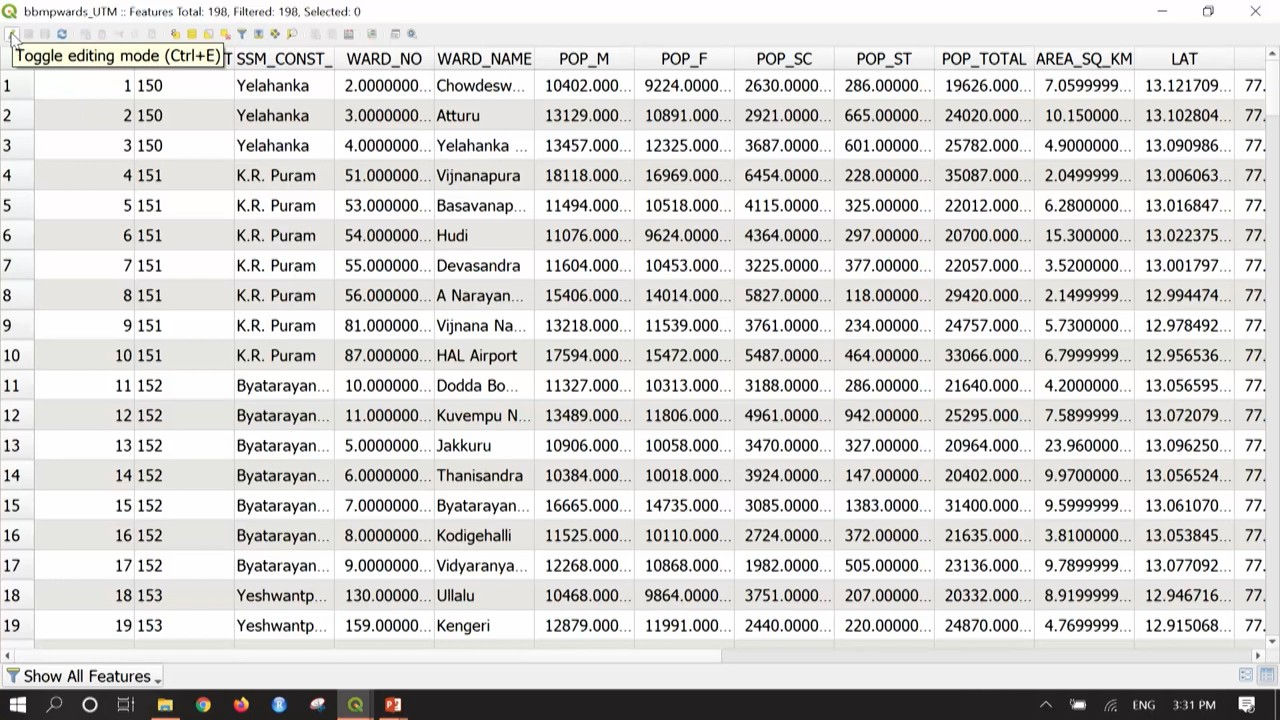 bbmpwards_UTM :: Features Total: 198, Filtered: 198, Selected: 0
Toggle editing mode (Ctrl+E)
T SSM_CONST_ WARD_NO WARD_NAME POP_M POP_F POP_SC POP_ST POP_TOTAL AREA_SQ_KM LAT
1 1 150 Yelahanka 2.0000000... Chowdesw... 10402.000... 9224.0000... 2630.00000... 286.00000... 19626.000... 7.0599999... 13.121709... 77.
2 2 150 Yelahanka 3.0000000... Atturu 13129.000... 10891.000... 2921.00000... 665.00000... 24020.000... 10.150000... 13.102804... 77.
3 3 150 Yelahanka 4.0000000... Yelahanka ... 13457.000... 12325.000... 3687.00000... 601.00000... 25782.000... 4.9000000... 13.090986... 77.
4 4 151 K.R. Puram 51.000000... Vijnanapura 18118.000... 16969.000... 6454.00000... 228.00000... 35087.000... 2.0499999... 13.006063... 77.
5 5 151 K.R. Puram 53.000000... Basavanap... 11494.000... 10518.000... 4115.00000... 325.00000... 22012.000... 6.2800000... 13.016847... 77.
6 6 151 K.R. Puram 54.000000... Hudi 11076.000... 9624.0000... 4364.00000... 297.00000... 20700.000... 15.300000... 13.022375... 77.
7 7 151 K.R. Puram 55.000000... Devasandra 11604.000... 10453.000... 3225.00000... 377.00000... 22057.000... 3.5200000... 13.001797... 77.
8 8 151 K.R. Puram 56.000000... A Narayan... 15406.000... 14014.000... 5827.00000... 118.00000... 29420.000... 2.1499999... 12.994474... 77.
9 9 151 K.R. Puram 81.000000... Vijnana Na... 13218.000... 11539.000... 3761.00000... 234.00000... 24757.000... 5.7300000... 12.978492... 77.
10 10 151 K.R. Puram 87.000000... HAL Airport 17594.000... 15472.000... 5487.00000... 464.00000... 33066.000... 6.7999999... 12.956536... 77.
11 11 152 Byatarayan... 10.000000... Dodda Bo... 11327.000... 10313.000... 3188.00000... 286.00000... 21640.000... 4.2000000... 13.056595... 77.
12 12 152 Byatarayan... 11.000000... Kuvempu N... 13489.000... 11806.000... 4961.00000... 942.00000... 25295.000... 7.5899999... 13.072079... 77.
13 13 152 Byatarayan... 5.0000000... Jakkuru 10906.000... 10058.000... 3470.00000... 327.00000... 20964.000... 23.960000... 13.096250... 77.
14 14 152 Byatarayan... 6.0000000... Thanisandra 10384.000... 10018.000... 3924.00000... 147.00000... 20402.000... 9.9700000... 13.056524... 77.
15 15 152 Byatarayan... 7.0000000... Byatarayan... 16665.000... 14735.000... 3085.00000... 1383.00000... 31400.000... 9.5999999... 13.061070... 77.
16 16 152 Byatarayan... 8.0000000... Kodigehalli 11525.000... 10110.000... 2724.00000... 372.00000... 21635.000... 3.8100000... 13.053845... 77.
17 17 152 Byatarayan... 9.0000000... Vidyaranya... 12268.000... 10868.000... 1982.00000... 505.00000... 23136.000... 9.7899999... 13.077092... 77.
18 18 153 Yeshwantp... 130.00000... Ullalu 10468.000... 9864.0000... 3751.00000... 207.00000... 20332.000... 8.9199999... 12.946716... 77.
19 19 153 Yeshwantp... 159.00000... Kengeri 12879.000... 11991.000... 2440.00000... 220.00000... 24870.000... 4.7699999... 12.915068... 77.
Show All Features
ENG 3:31 PM